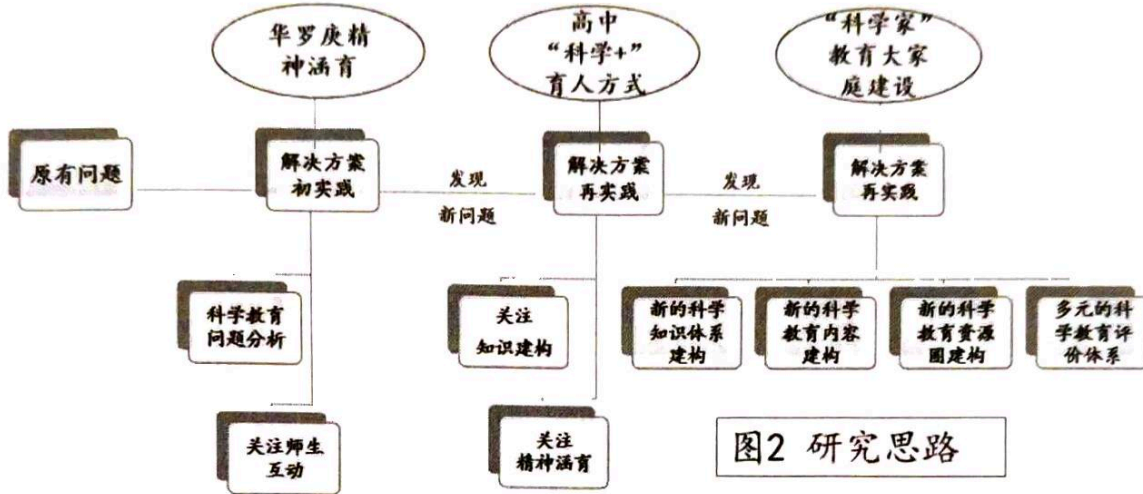 华罗庚精
神涵育
高中
“科学+”
育人方式
“科学家”
教育大家
庭建设
原有问题
解决方案
初实践
发现
新问题
解决方案
再实践
发现
新问题
解决方案
再实践
科学教育
问题分析
关注
知识建构
新的科学
知识体系
建构
新的科学
教育内容
建构
新的科学
教育资源
圈建构
多元的科
学教育评
价体系
关注师生
互动
关注
精神涵育
图2 研究思路